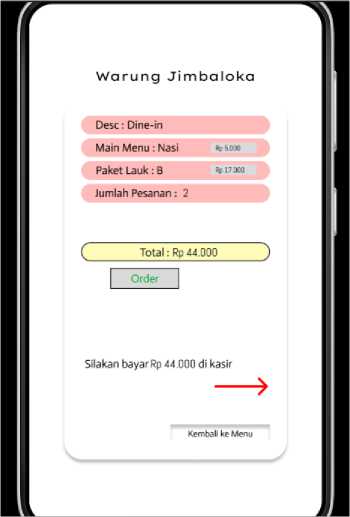 Warung Jimbaloka
Desc : Dine-in
Main Menu : Nasi Rp 5.000
Paket Lauk : B Rp 17.000
Jumlah Pesanan : 2
Total : Rp 44.000
Order
Silakan bayar Rp 44.000 di kasir
Kembali ke Menu